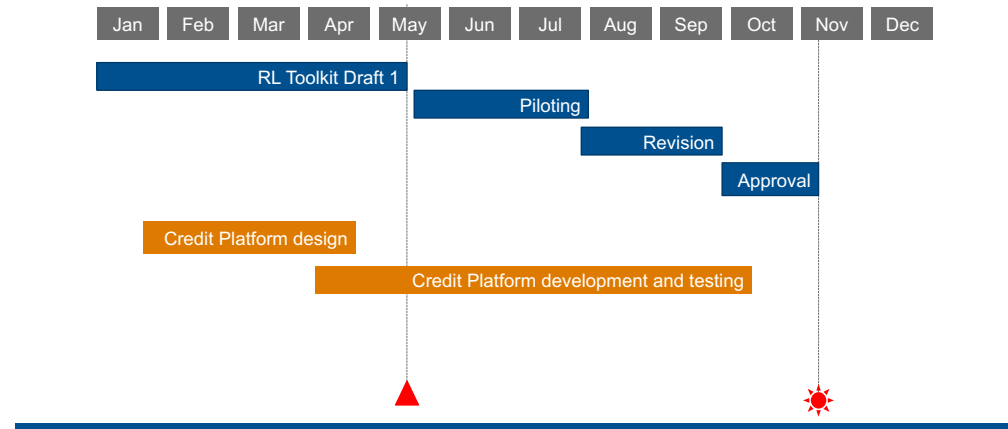 Jan Feb Mar Apr May Jun Jul Aug Sep Oct Nov Dec
RL Toolkit Draft 1
Piloting
Revision
Approval
Credit Platform design
Credit Platform development and testing